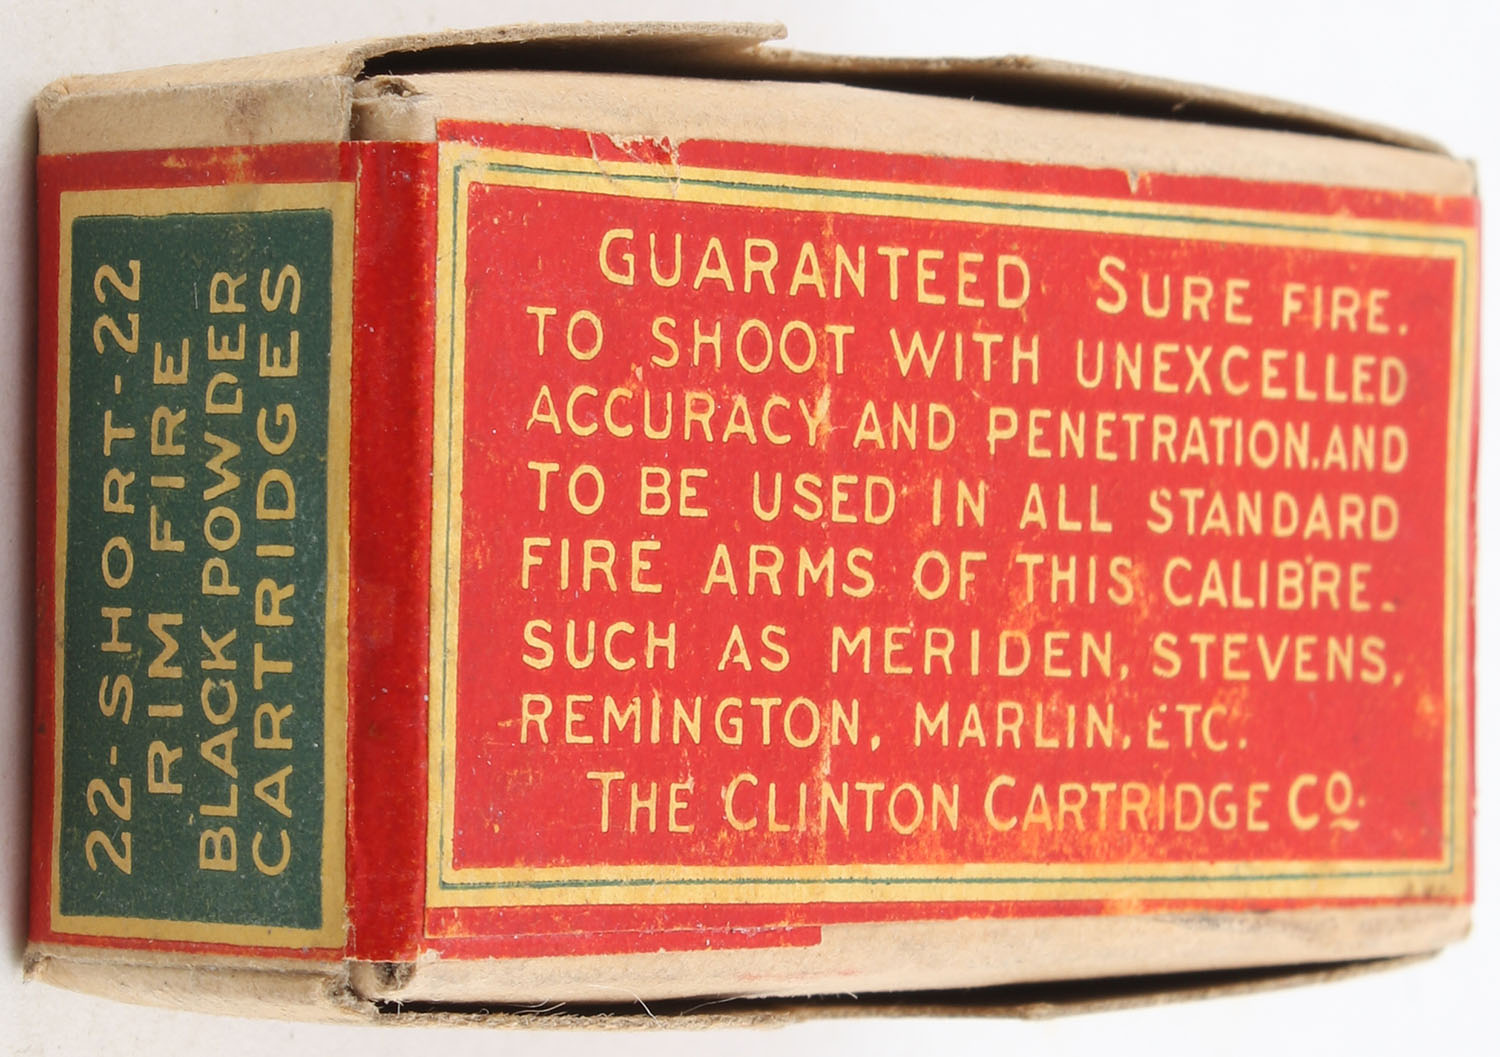 22-SHORT-22
RIM FIRE
BLACK POWDER
CARTRIDGES
GUARANTEED SURE FIRE.
TO SHOOT WITH UNEXCELLED
ACCURACY AND PENETRATION. AND
TO BE USED IN ALL STANDARD
FIRE ARMS OF THIS CALIBRE.
SUCH AS MERIDEN, STEVENS,
REMINGTON, MARLIN, ETC.
THE CLINTON CARTRIDGE CO.